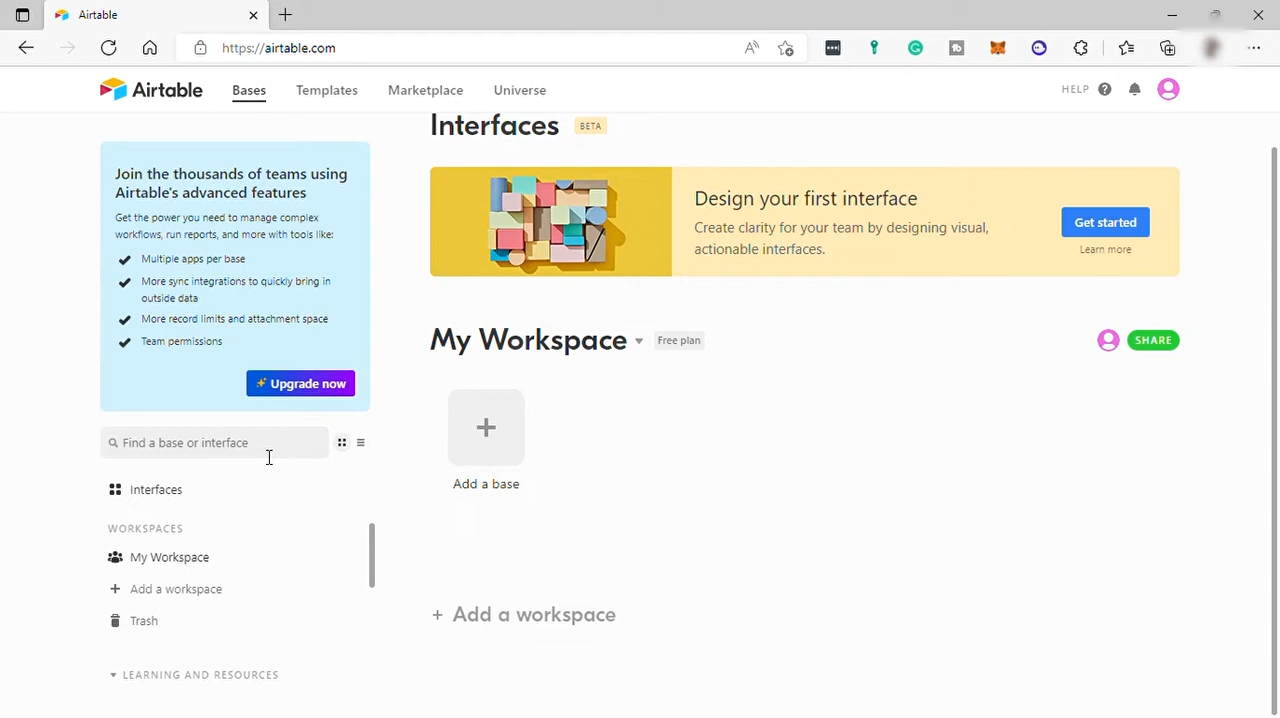 Airtable
https://airtable.com
Airtable
Bases
Templates
Marketplace
Universe
HELP
Join the thousands of teams using
Airtable's advanced features
Get the power you need to manage complex
workflows, run reports, and more with tools like:
Multiple apps per base
More sync integrations to quickly bring in
outside data
More record limits and attachment space
Team permissions
Upgrade now
Find a base or interface
Interfaces
WORKSPACES
My Workspace
+ Add a workspace
Trash
LEARNING AND RESOURCES
Interfaces BETA
Design your first interface
Create clarity for your team by designing visual,
actionable interfaces.
Get started
Learn more
My Workspace Free plan
SHARE
+
Add a base
+ Add a workspace